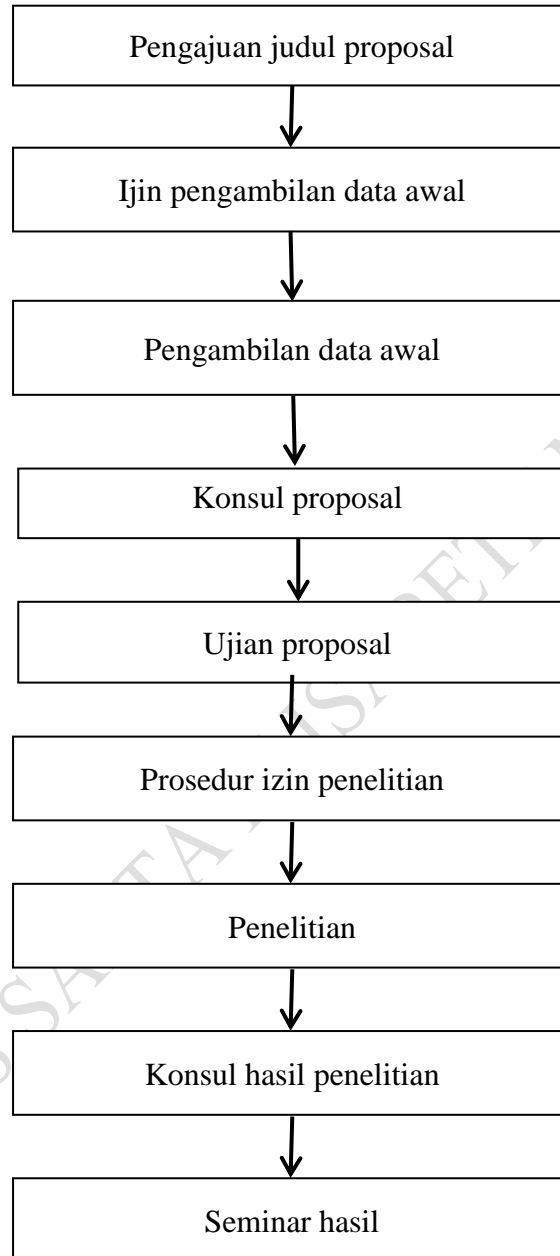 Pengajuan judul proposal
Ijin pengambilan data awal
Pengambilan data awal
Konsul proposal
Ujian proposal
Prosedur izin penelitian
Penelitian
Konsul hasil penelitian
Seminar hasil